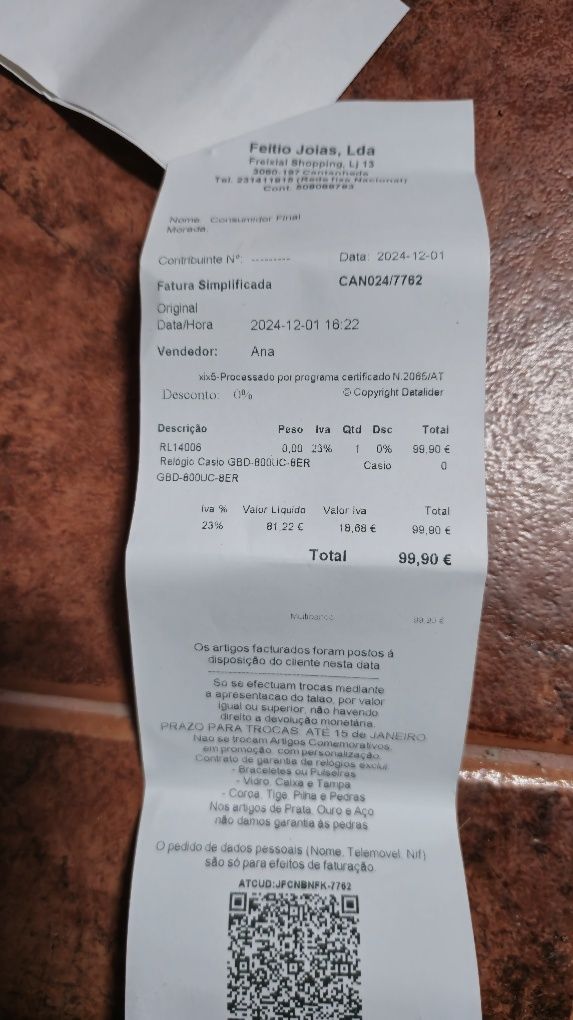 Feitio Joias, Lda
Freixial Shopping, Lj 13
3060-197 Cantanhede
Tel. 231411918 (Rede fixa Nacional)
Cont.
Nome: Consumidor Final
Morada:
Contribuinte Nº: ---------
Data: 2024-12-01
Fatura Simplificada CAN024/7762
Original
Data/Hora 2024-12-01 16:22
Vendedor: Ana
xix5-Processado por programa certificado N.2065/AT
Desconto: 0% © Copyright Datalider
Descrição Peso Iva Qtd Dsc Total
RL14006 0,00 23% 1 0% 99,90 €
Relógio Casio GBD-800UC-8ER Casio 0
GBD-800UC-8ER
Iva % Valor Liquido Valor Iva Total
23% 81,22 € 18,68 € 99,90 €
Total 99,90 €
Multibanco 99,90 €
Os artigos facturados foram postos á
disposição do cliente nesta data
Só se efectuam trocas mediante
a apresentacao do talao, por valor
igual ou superior, não havendo
direito a devolução monetária.
PRAZO PARA TROCAS: ATÉ 15 de JANEIRO.
Nao se trocam Artigos Comemorativos,
em promoção, com personalização.
Contrato de garantia de relógios exclui:
- Braceletes ou Pulseiras
- Vidro, Caixa e Tampa
- Coroa, Tige, Pilha e Pedras
Nos artigos de Prata, Ouro e Aço
não damos garantia às pedras
O pedido de dados pessoais (Nome, Telemovel, Nif)
são só para efeitos de faturação.
ATCUD:JFCNBNFK-7762